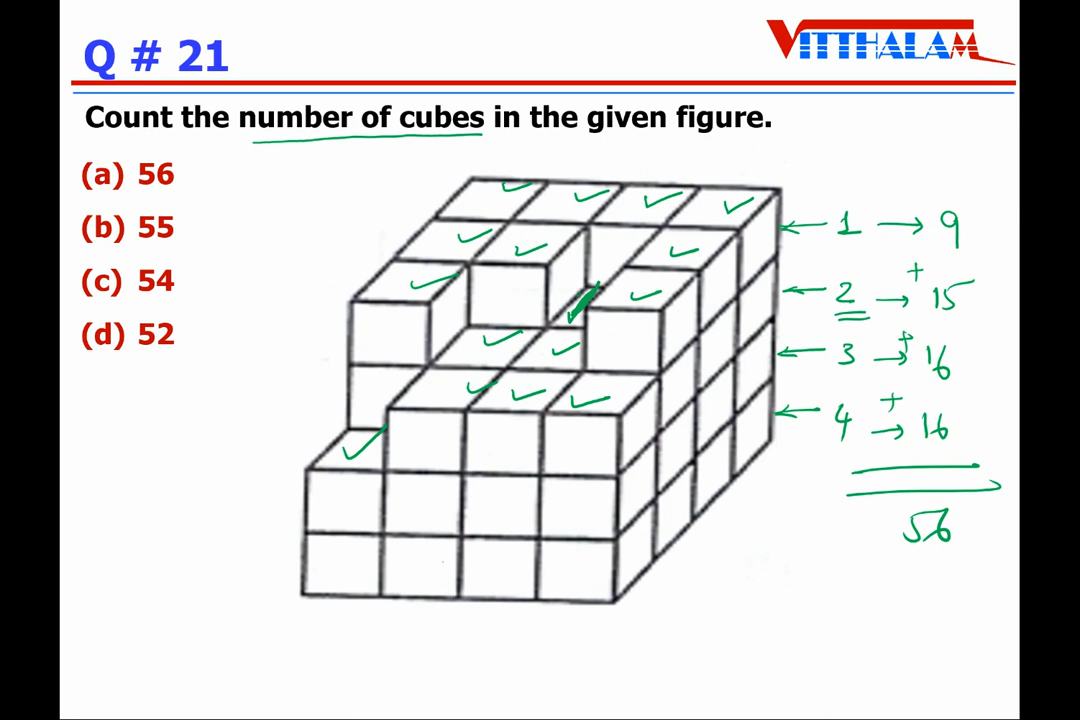 Q # 21
VITTHALAM
Count the number of cubes in the given figure.
(a) 56
(b) 55
(c) 54
(d) 52
1 → 9
+
2 → 15
+
3 → 16
+
4 → 16
56